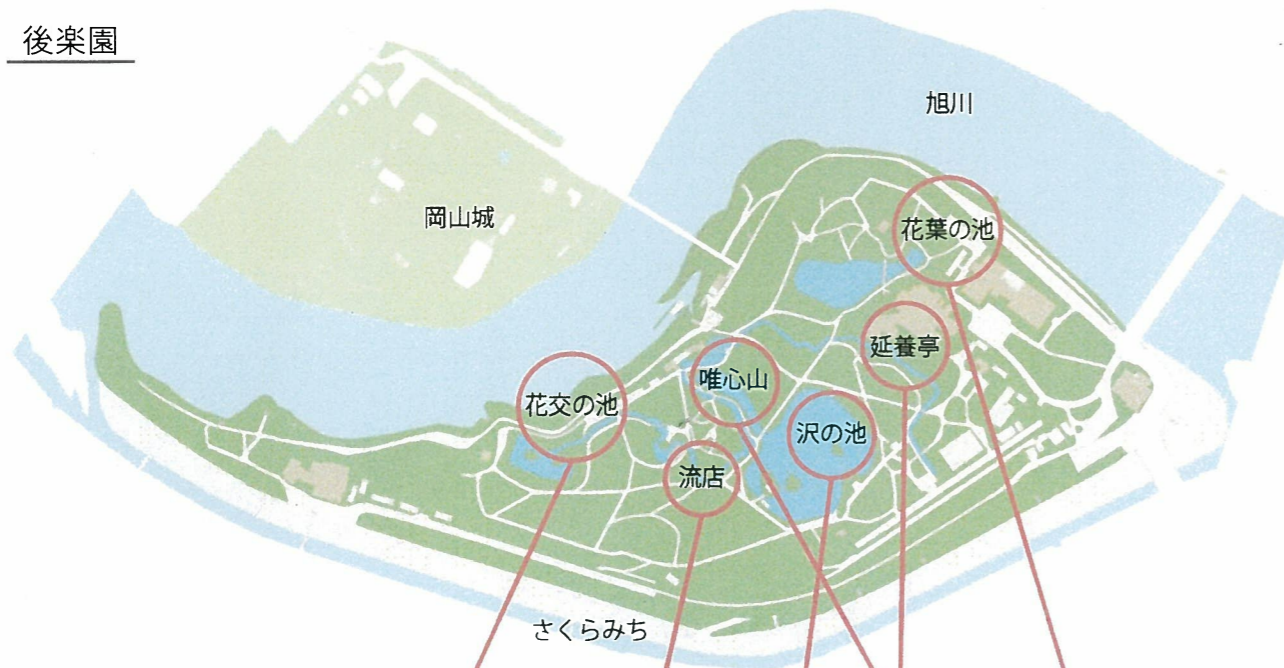 後楽園
旭川
岡山城
花葉の池
延養亭
唯心山
花交の池
沢の池
流店
さくらみち